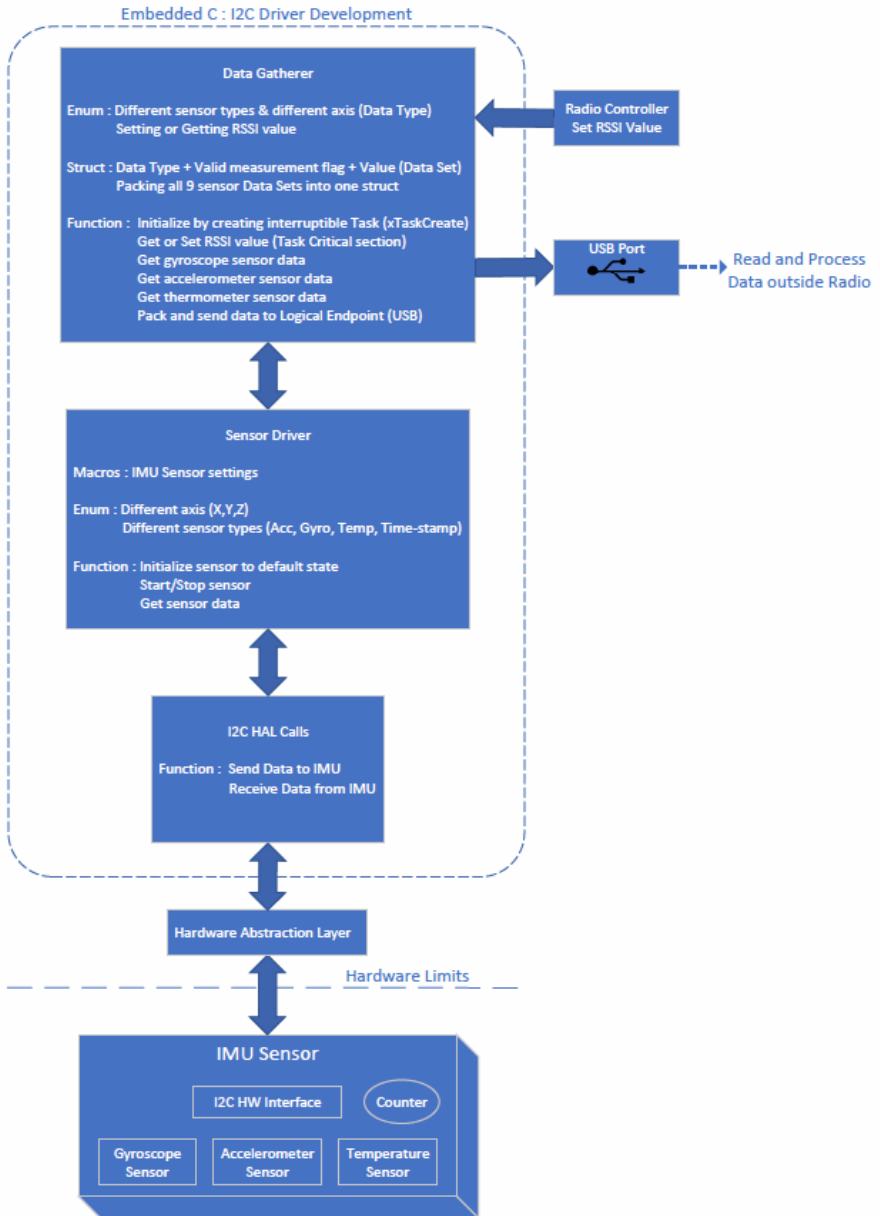 Embedded C : I2C Driver Development
Data Gatherer
Enum : Different sensor types & different axis (Data Type)
Setting or Getting RSSI value
Struct : Data Type + Valid measurement flag + Value (Data Set)
Packing all 9 sensor Data Sets into one struct
Function : Initialize by creating interruptible Task (xTaskCreate)
Get or Set RSSI value (Task Critical section)
Get gyroscope sensor data
Get accelerometer sensor data
Get thermometer sensor data
Pack and send data to Logical Endpoint (USB)
Radio Controller
Set RSSI Value
USB Port
Read and Process
Data outside Radio
Sensor Driver
Macros : IMU Sensor settings
Enum : Different axis (X,Y,Z)
Different sensor types (Acc, Gyro, Temp, Time-stamp)
Function : Initialize sensor to default state
Start/Stop sensor
Get sensor data
I2C HAL Calls
Function : Send Data to IMU
Receive Data from IMU
Hardware Abstraction Layer
Hardware Limits
IMU Sensor
I2C HW Interface
Counter
Gyroscope
Sensor
Accelerometer
Sensor
Temperature
Sensor